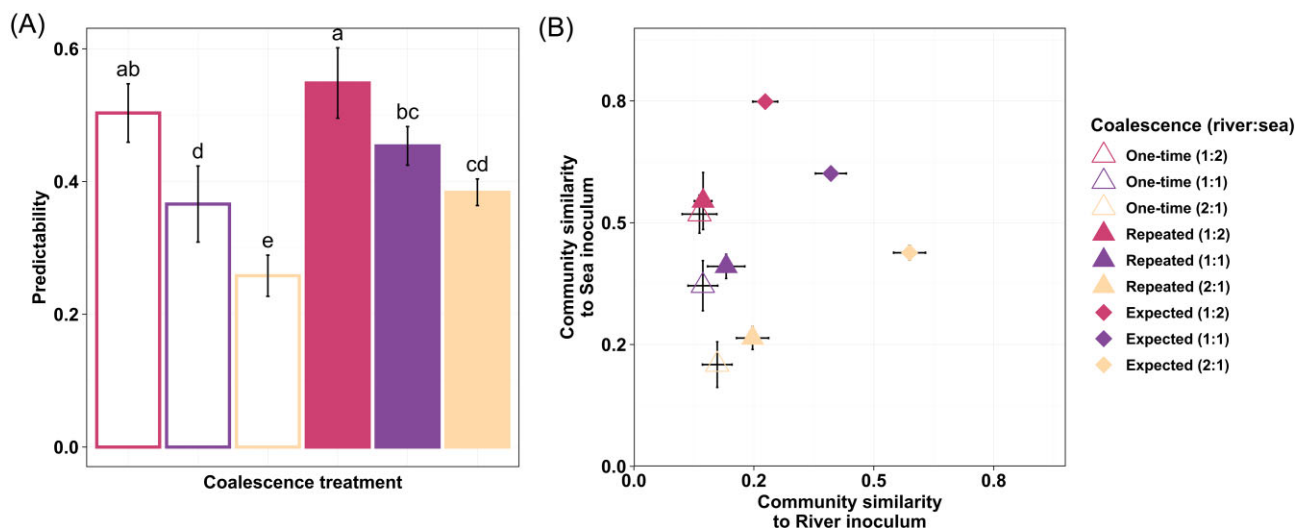 (A)
0.6
0.4
0.2
0.0
Predictability
ab
d
e
a
bc
cd
Coalescence treatment
(B)
0.8
0.5
0.2
0.0
Community similarity
to Sea inoculum
0.0
0.2
0.5
0.8
Community similarity
to River inoculum
Coalescence (river:sea)
One-time (1:2)
One-time (1:1)
One-time (2:1)
Repeated (1:2)
Repeated (1:1)
Repeated (2:1)
Expected (1:2)
Expected (1:1)
Expected (2:1)